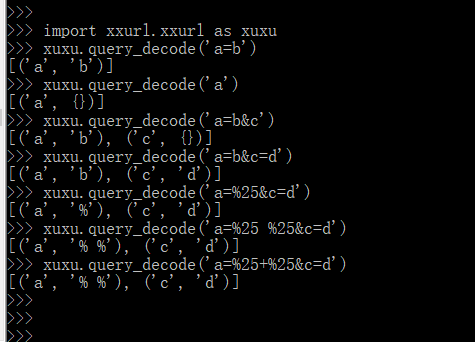 >>>
>>> import xxurl.xxurl as xuxu
>>> xuxu.query_decode('a=b')
[('a', 'b')]
>>> xuxu.query_decode('a')
[('a', {})]
>>> xuxu.query_decode('a=b&c')
[('a', 'b'), ('c', {})]
>>> xuxu.query_decode('a=b&c=d')
[('a', 'b'), ('c', 'd')]
>>> xuxu.query_decode('a=%25&c=d')
[('a', '%'), ('c', 'd')]
>>> xuxu.query_decode('a=%25 %25&c=d')
[('a', '% %'), ('c', 'd')]
>>> xuxu.query_decode('a=%25+%25&c=d')
[('a', '% %'), ('c', 'd')]
>>>
>>>
>>>